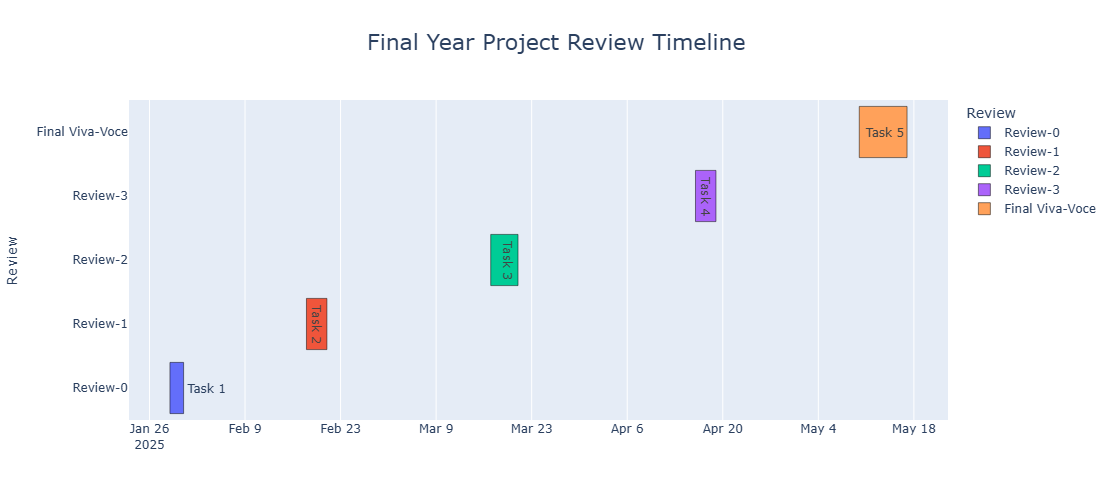 Final Year Project Review Timeline
Review
Final Viva-Voce
Review-3
Review-2
Review-1
Review-0
Task 5
Task 4
Task 3
Task 2
Task 1
Jan 26
2025
Feb 9
Feb 23
Mar 9
Mar 23
Apr 6
Apr 20
May 4
May 18
Review
Review-0
Review-1
Review-2
Review-3
Final Viva-Voce